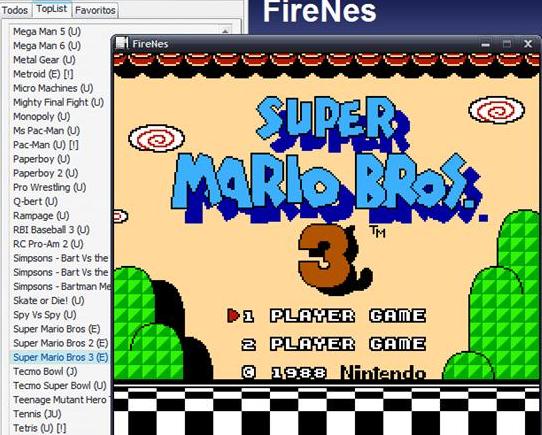 Todos TopList Favoritos
FireNes
Mega Man 5 (U)
Mega Man 6 (U)
Metal Gear (U)
Metroid (E) [!]
Micro Machines (U)
Mighty Final Fight (U)
Monopoly (U)
Ms Pac-Man (U)
Pac-Man (U) [!]
Paperboy (U)
Paperboy 2 (U)
Pro Wrestling (U)
Q-bert (U)
Rampage (U)
RBI Baseball 3 (U)
RC Pro-Am 2 (U)
Simpsons - Bart Vs the
Simpsons - Bart Vs the
Simpsons - Bartman Me
Skate or Die! (U)
Spy Vs Spy (U)
Super Mario Bros (E)
Super Mario Bros 2 (E)
Super Mario Bros 3 (E)
Tecmo Bowl (J)
Tecmo Super Bowl (U)
Teenage Mutant Hero
Tennis (JU)
Tetris (U) [!]
FireNes
SUPER
MARIO BROS.
3 TM
1 PLAYER GAME
2 PLAYER GAME
© 1988 Nintendo